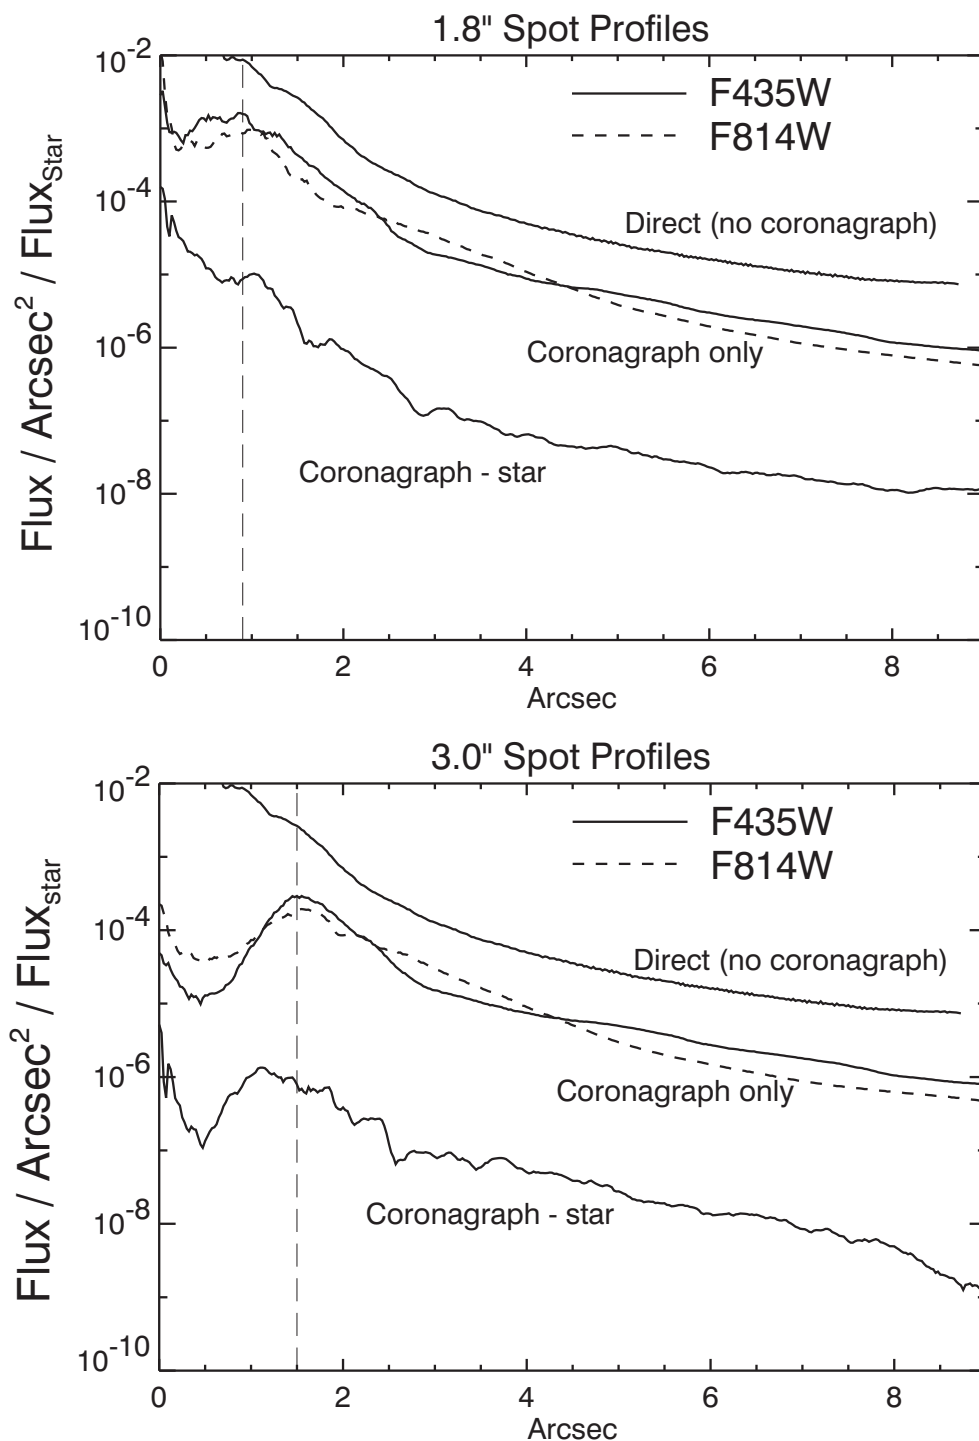 1.8" Spot Profiles
10-2
F435W
F814W
10-4
Direct (no coronagraph)
10-6
Coronagraph only
Coronagraph - star
10-8
10-10
0 2 4 6 8
Arcsec
Flux / Arcsec2 / FluxStar
3.0" Spot Profiles
10-2
F435W
F814W
10-4
Direct (no coronagraph)
10-6
Coronagraph only
Coronagraph - star
10-8
10-10
0 2 4 6 8
Arcsec
Flux / Arcsec2 / Fluxstar